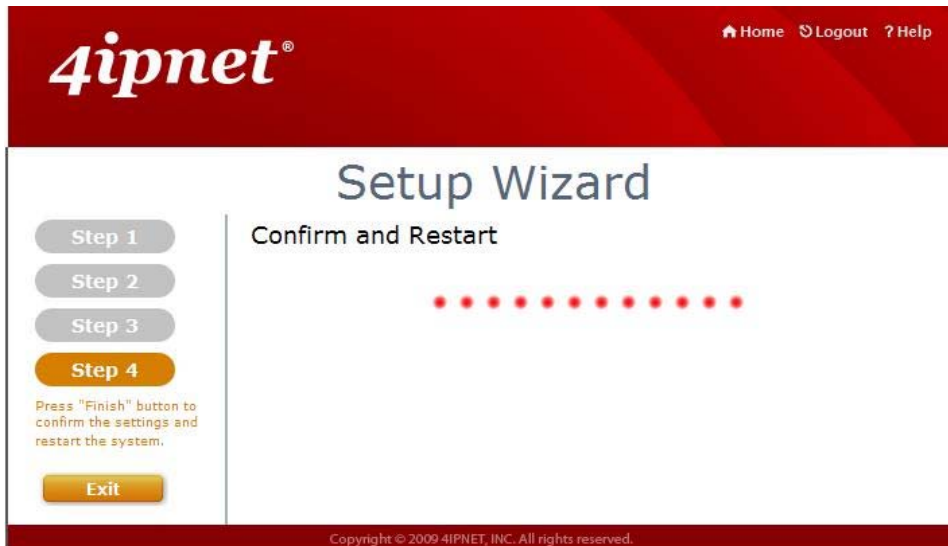 4ipnet®
Home Logout ? Help
Setup Wizard
Step 1
Step 2
Step 3
Step 4
Press "Finish" button to
confirm the settings and
restart the system.
Exit
Confirm and Restart
Copyright © 2009 4IPNET, INC. All rights reserved.